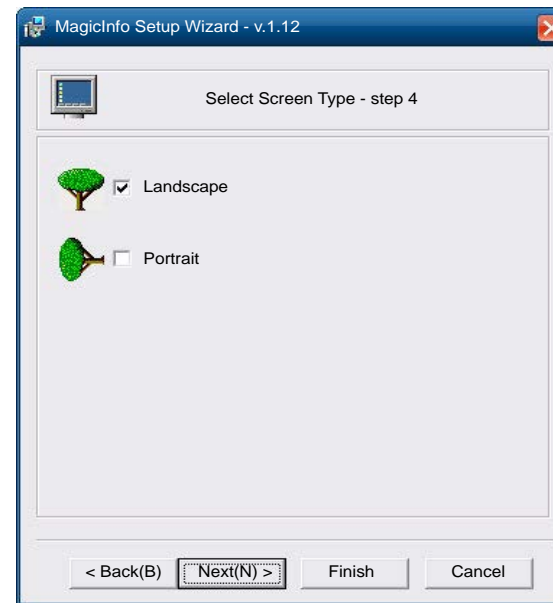 MagicInfo Setup Wizard - v.1.12
Select Screen Type - step 4
Landscape
Portrait
< Back(B) Next(N) > Finish Cancel